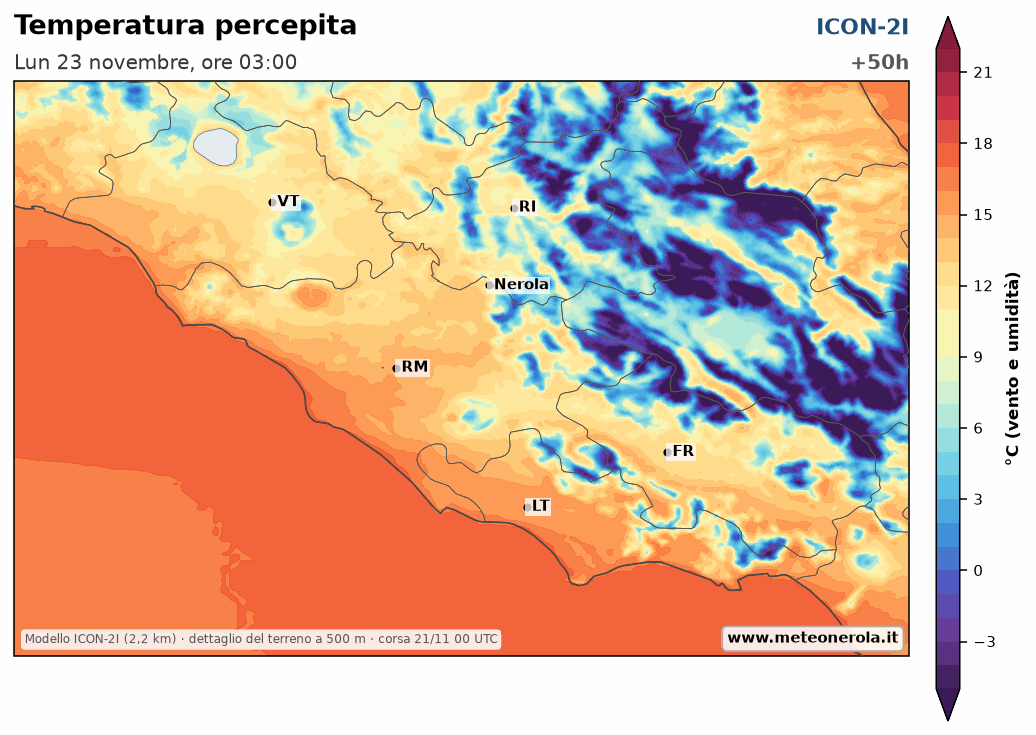 Temperatura percepita
ICON-2I
Lun 23 novembre, ore 03:00
+50h
VT
RI
Nerola
RM
FR
LT
21
18
15
12
9
6
3
0
−3
°C (vento e umidità)
Modello ICON-2I (2,2 km) · dettaglio del terreno a 500 m · corsa 21/11 00 UTC
www.meteonerola.it